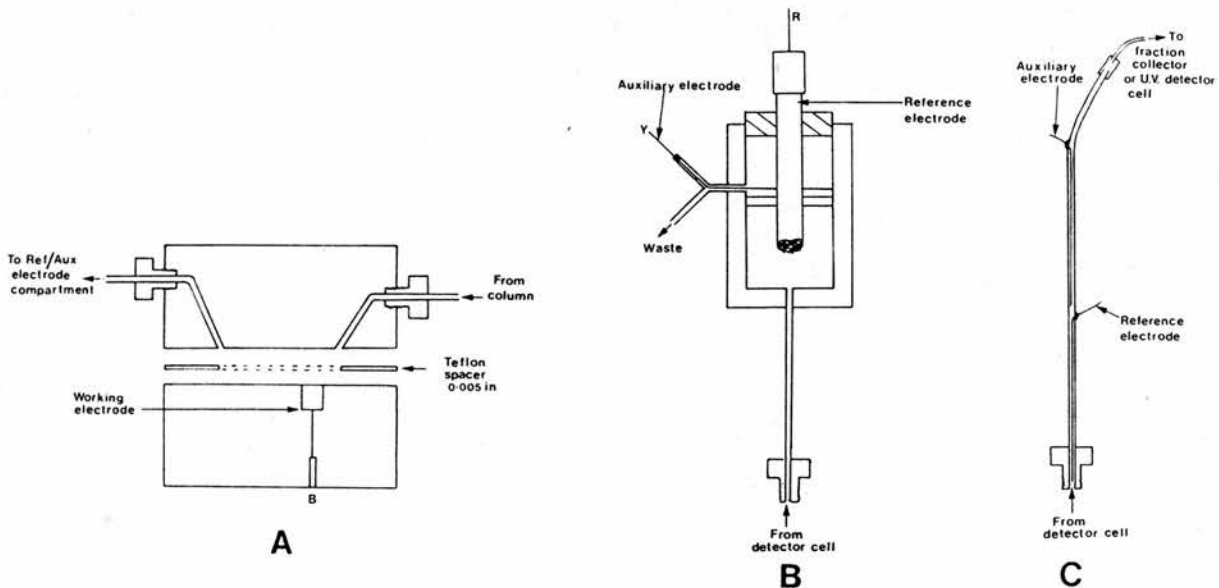 To Ref/Aux
electrode
compartment
From
column
Teflon
spacer
0·005 in
Working
electrode
B
A
R
Auxiliary electrode
Y
Reference
electrode
Waste
From
detector cell
B
To
fraction
collector
or U.V. detector
cell
Auxiliary
electrode
Reference
electrode
From
detector cell
C